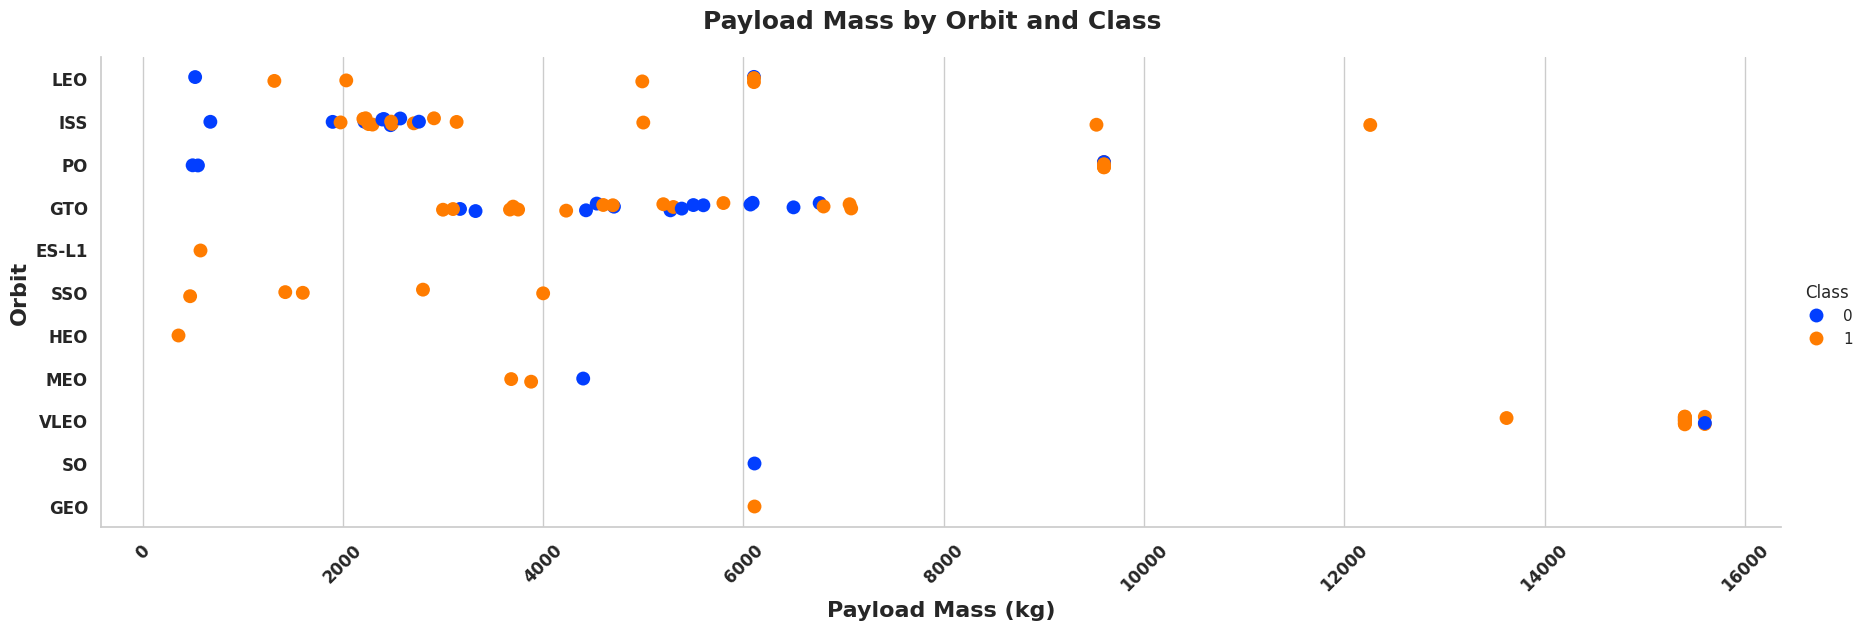 Payload Mass by Orbit and Class
LEO
ISS
PO
GTO
ES-L1
SSO
HEO
MEO
VLEO
SO
GEO
Orbit
0
2000
4000
6000
8000
10000
12000
14000
16000
Payload Mass (kg)
Class
0
1